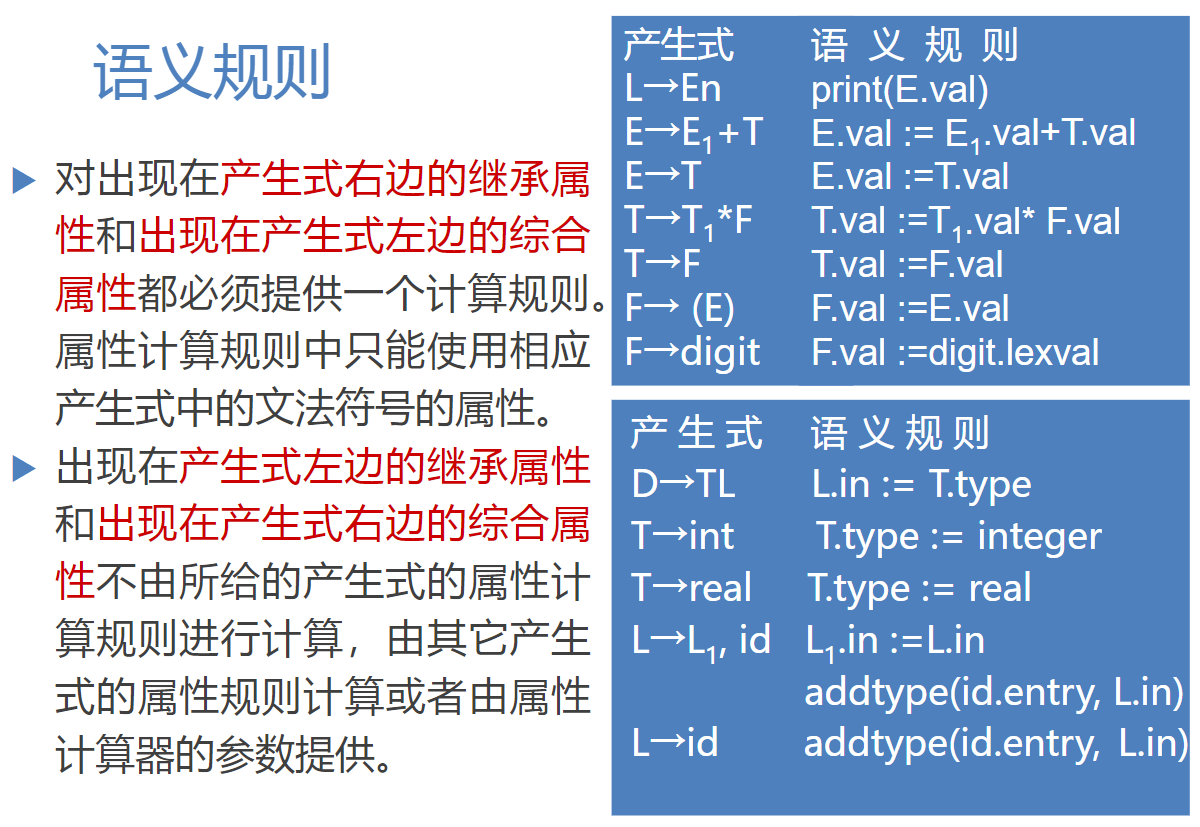 语义规则
对出现在产生式右边的继承属
性和出现在产生式左边的综合
属性都必须提供一个计算规则。
属性计算规则中只能使用相应
产生式中的文法符号的属性。
出现在产生式左边的继承属性
和出现在产生式右边的综合属
性不由所给的产生式的属性计
算规则进行计算，由其它产生
式的属性规则计算或者由属性
计算器的参数提供。
产生式 语 义 规 则
L→En print(E.val)
E→E₁+T E.val := E₁.val+T.val
E→T E.val :=T.val
T→T₁*F T.val :=T₁.val* F.val
T→F T.val :=F.val
F→ (E) F.val :=E.val
F→digit F.val :=digit.lexval
产 生 式 语 义 规 则
D→TL L.in := T.type
T→int T.type := integer
T→real T.type := real
L→L₁, id L₁.in :=L.in
addtype(id.entry, L.in)
L→id addtype(id.entry, L.in)